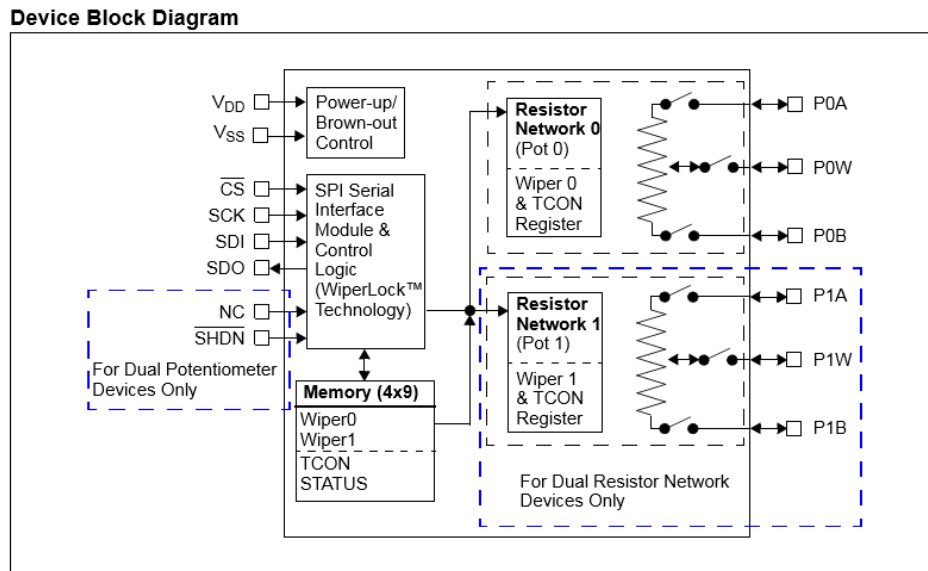 Device Block Diagram
VDD
VSS
CS
SCK
SDI
SDO
NC
SHDN
For Dual Potentiometer
Devices Only
Power-up/
Brown-out
Control
SPI Serial
Interface
Module &
Control
Logic
(WiperLock™
Technology)
Memory (4x9)
Wiper0
Wiper1
TCON
STATUS
Resistor
Network 0
(Pot 0)
Wiper 0
& TCON
Register
Resistor
Network 1
(Pot 1)
Wiper 1
& TCON
Register
For Dual Resistor Network
Devices Only
P0A
P0W
P0B
P1A
P1W
P1B